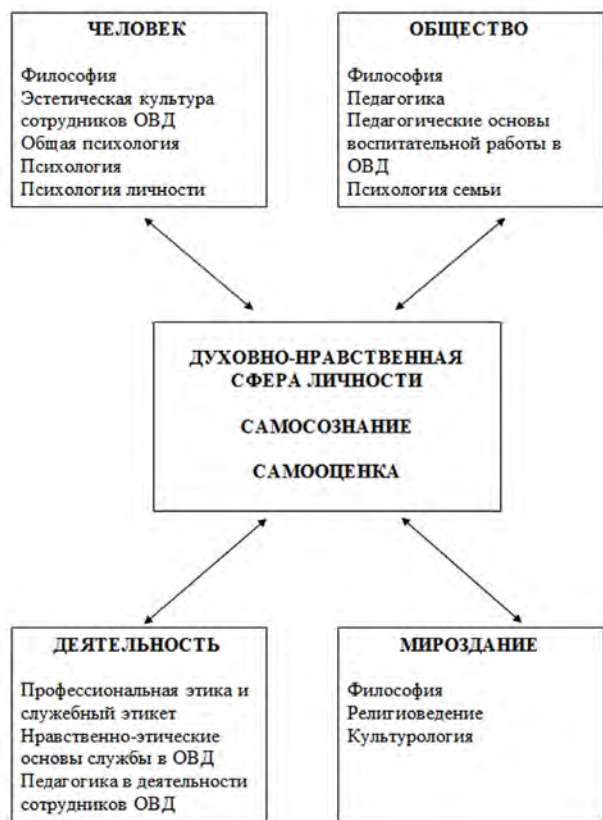 ЧЕЛОВЕК
Философия
Эстетическая культура
сотрудников ОВД
Общая психология
Психология
Психология личности
ОБЩЕСТВО
Философия
Педагогика
Педагогические основы
воспитательной работы в
ОВД
Психология семьи
ДУХОВНО-НРАВСТВЕННАЯ
СФЕРА ЛИЧНОСТИ
САМОСОЗНАНИЕ
САМООЦЕНКА
ДЕЯТЕЛЬНОСТЬ
Профессиональная этика и
служебный этикет
Нравственно-этические
основы службы в ОВД
Педагогика в деятельности
сотрудников ОВД
МИРОЗДАНИЕ
Философия
Религиоведение
Культурология